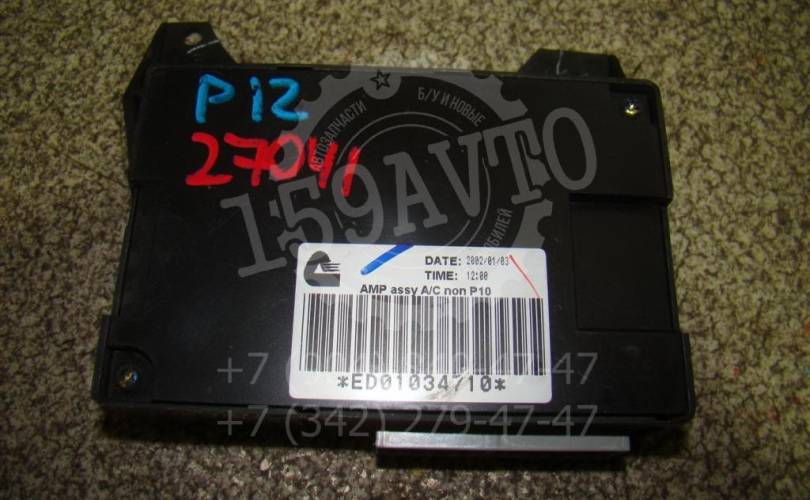 P12
27041
АВТОЗАПЧАСТИ
Б/У И НОВЫЕ
159AVTO
DATE: 2002/01/03
TIME: 12:00
AMP assy A/C non P10
*ED01034710*
+7 (342) 279-47-47